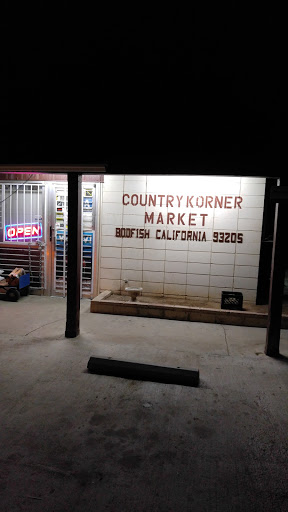 COUNTRY KORNER
MARKET
BODFISH CALIFORNIA 93205
OPEN